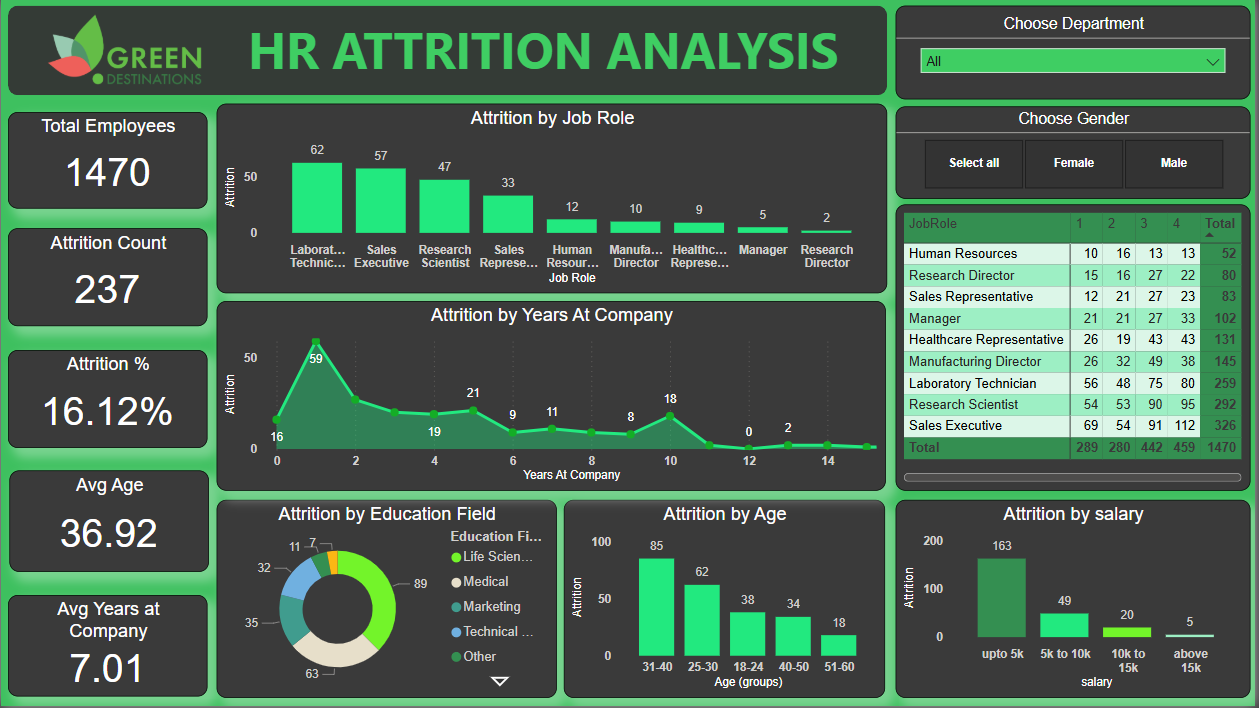 GREEN
DESTINATIONS
HR ATTRITION ANALYSIS
Choose Department
All
Total Employees
1470
Attrition by Job Role
Attrition
50
0
62
57
47
33
12
10
9
5
2
Laborat...
Technic...
Sales
Executive
Research
Scientist
Sales
Represe...
Human
Resour...
Manufa...
Director
Healthc...
Represe...
Manager
Research
Director
Job Role
Choose Gender
Select all
Female
Male
Attrition Count
237
JobRole 1 2 3 4 Total
Human Resources 10 16 13 13 52
Research Director 15 16 27 22 80
Sales Representative 12 21 27 23 83
Manager 21 21 27 33 102
Healthcare Representative 26 19 43 43 131
Manufacturing Director 26 32 49 38 145
Laboratory Technician 56 48 75 80 259
Research Scientist 54 53 90 95 292
Sales Executive 69 54 91 112 326
Total 289 280 442 459 1470
Attrition %
16.12%
Attrition by Years At Company
Attrition
50
0
16
59
19
21
9
11
8
18
0
2
0 2 4 6 8 10 12 14
Years At Company
Avg Age
36.92
Avg Years at
Company
7.01
Attrition by Education Field
11
7
32
35
63
89
Education Fi...
Life Scien...
Medical
Marketing
Technical ...
Other
Attrition by Age
Attrition
100
50
0
85
62
38
34
18
31-40 25-30 18-24 40-50 51-60
Age (groups)
Attrition by salary
Attrition
200
100
0
163
49
20
5
upto 5k
5k to 10k
10k to
15k
above
15k
salary